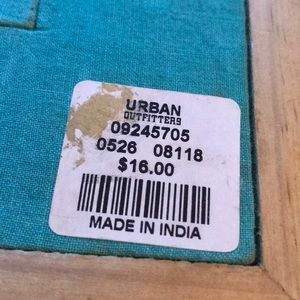 URBAN
OUTFITTERS
09245705
0526 08118
$16.00
MADE IN INDIA